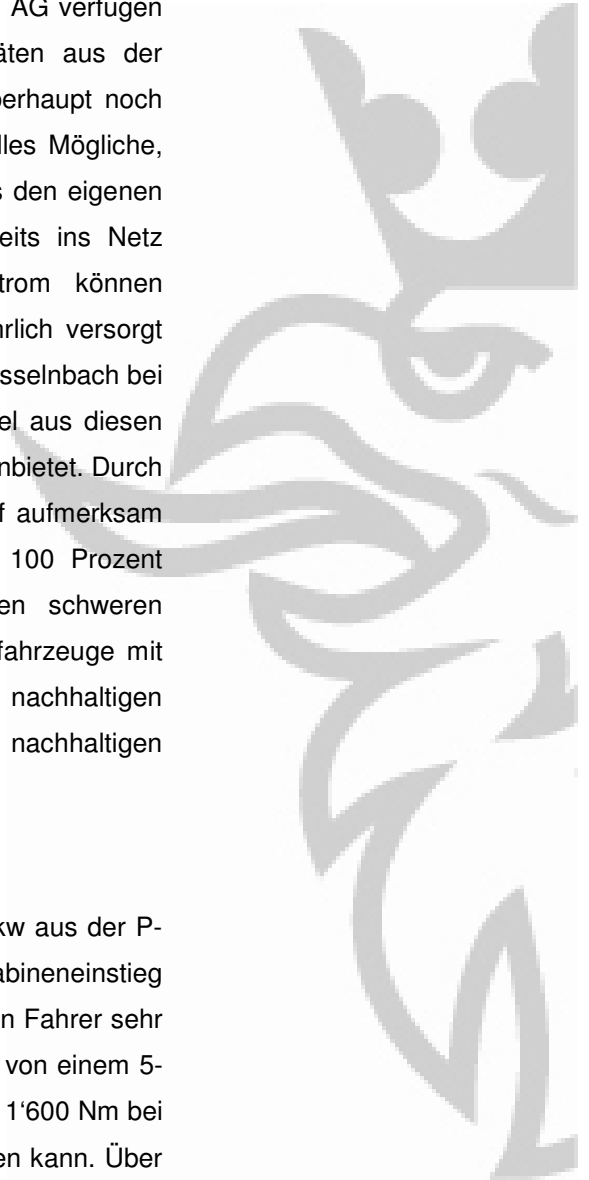 AG verfügen
äten aus der
erhaupt noch
lles Mögliche,
s den eigenen
eits ins Netz
trom können
hrlich versorgt
sselnbach bei
el aus diesen
nbietet. Durch
f aufmerksam
100 Prozent
en schweren
fahrzeuge mit
nachhaltigen
nachhaltigen
kw aus der P-
abineneinstieg
n Fahrer sehr
von einem 5-
1‘600 Nm bei
en kann. Über